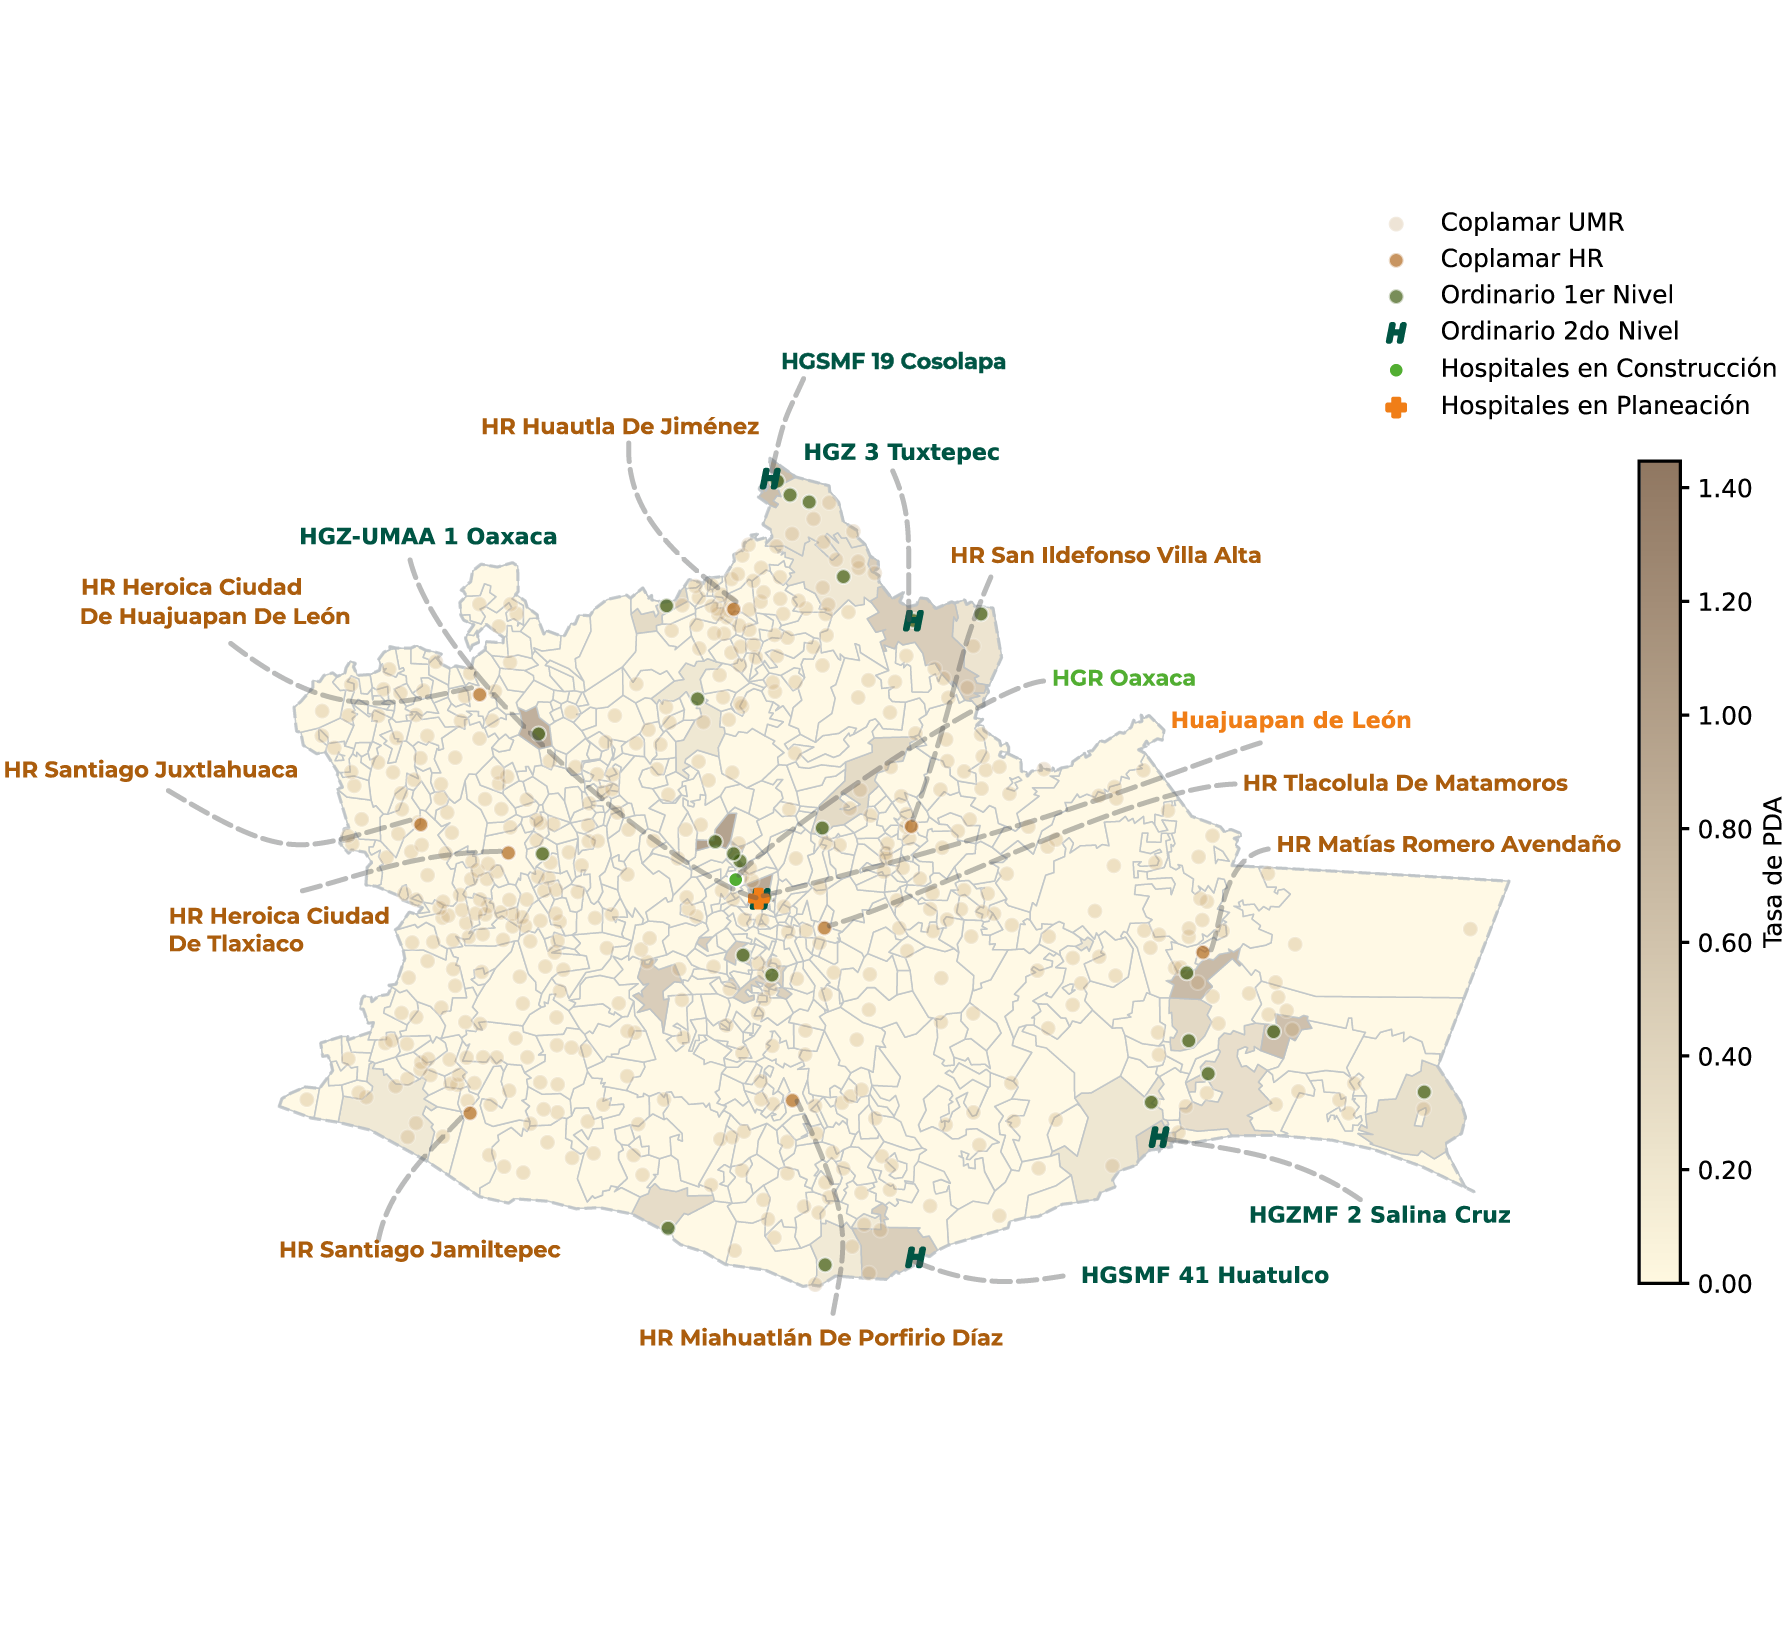 Coplamar UMR
Coplamar HR
Ordinario 1er Nivel
H Ordinario 2do Nivel
Hospitales en Construcción
Hospitales en Planeación
HGSMF 19 Cosolapa
HR Huautla De Jiménez
HGZ 3 Tuxtepec
H
HGZ-UMAA 1 Oaxaca
HR San Ildefonso Villa Alta
HR Heroica Ciudad
De Huajuapan De León
H
HGR Oaxaca
Huajuapan de León
HR Santiago Juxtlahuaca
HR Tlacolula De Matamoros
HR Matías Romero Avendaño
HR Heroica Ciudad
De Tlaxiaco
H
HGZMF 2 Salina Cruz
HR Santiago Jamiltepec
H
HGSMF 41 Huatulco
HR Miahuatlán De Porfirio Díaz
1.40
1.20
1.00
0.80
0.60
0.40
0.20
0.00
Tasa de PDA